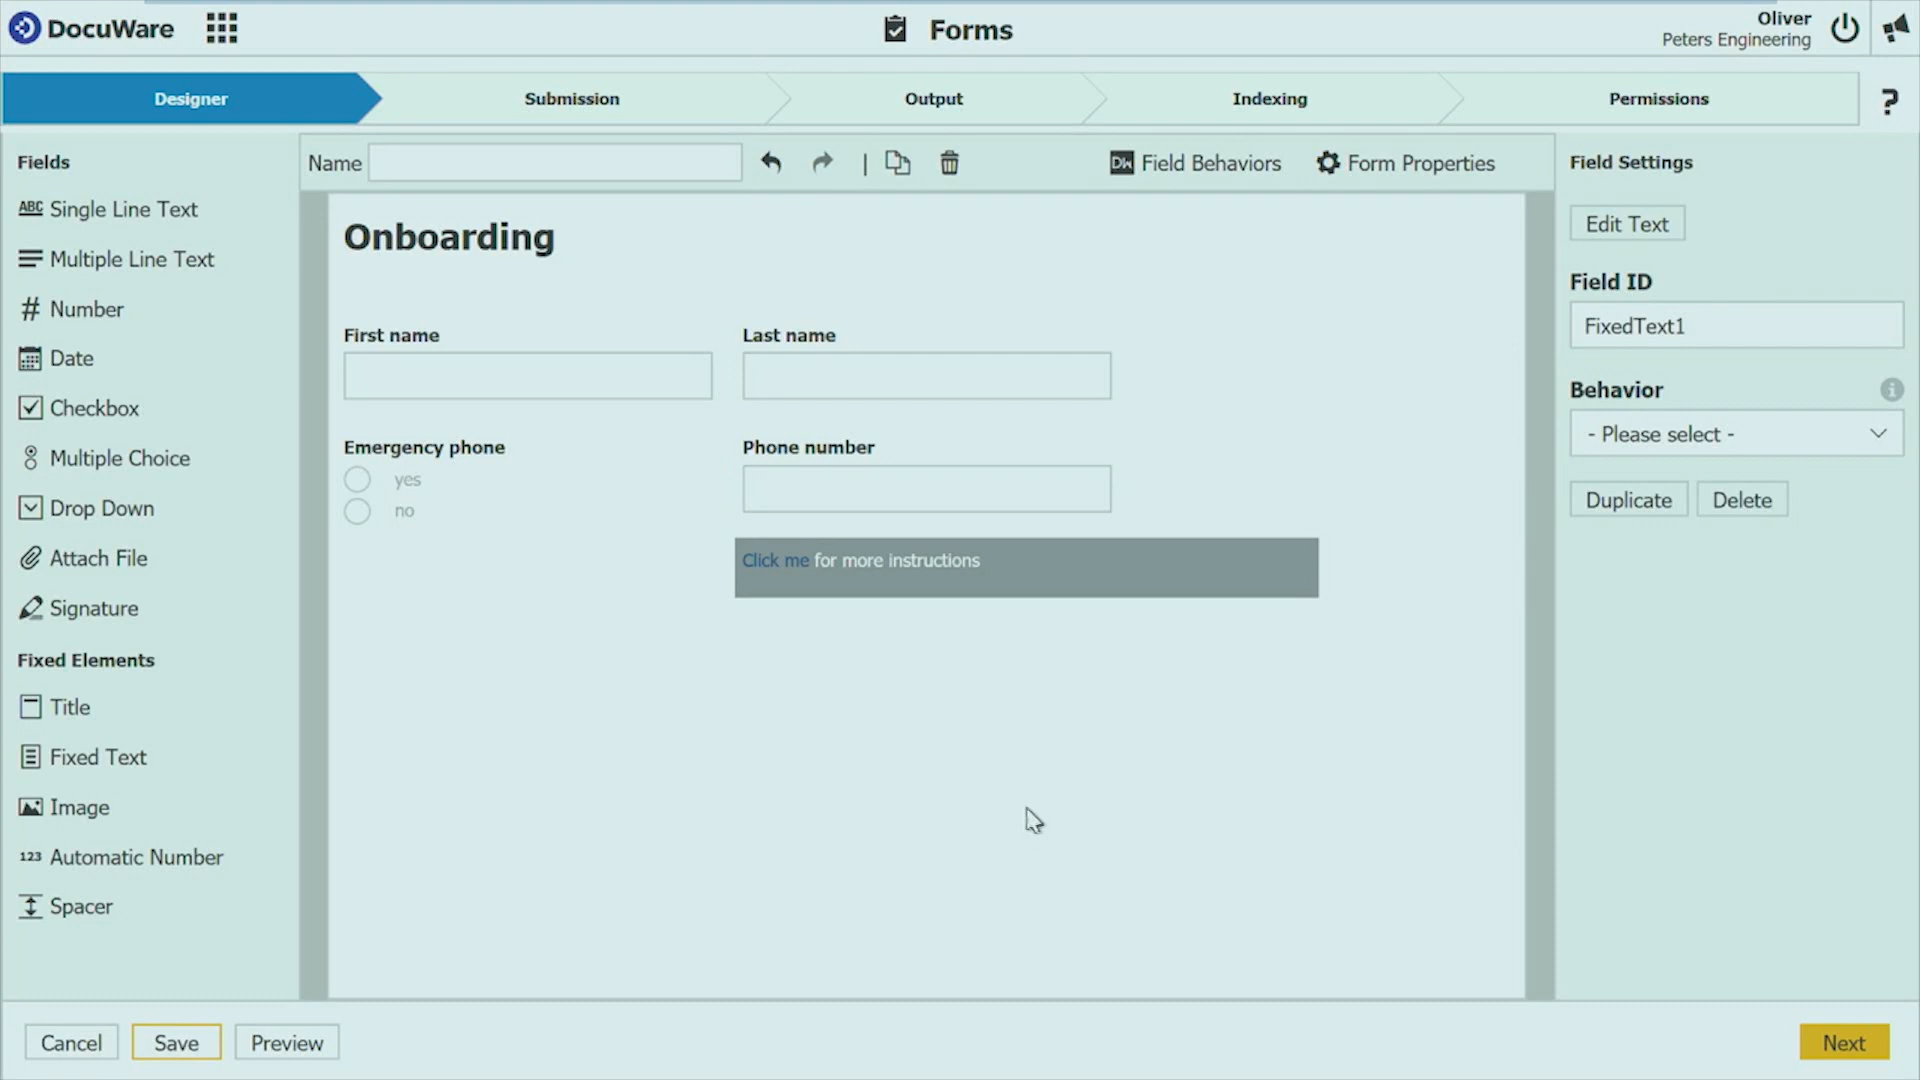 DocuWare
Forms
Oliver
Peters Engineering
Designer
Submission
Output
Indexing
Permissions
?
Fields
ABC Single Line Text
Multiple Line Text
# Number
Date
Checkbox
Multiple Choice
Drop Down
Attach File
Signature
Fixed Elements
Title
Fixed Text
Image
123 Automatic Number
Spacer
Name
|
DW Field Behaviors
Form Properties
Onboarding
First name
Last name
Emergency phone
yes
no
Phone number
Click me for more instructions
Field Settings
Edit Text
Field ID
FixedText1
Behavior
i
- Please select -
Duplicate
Delete
Cancel
Save
Preview
Next